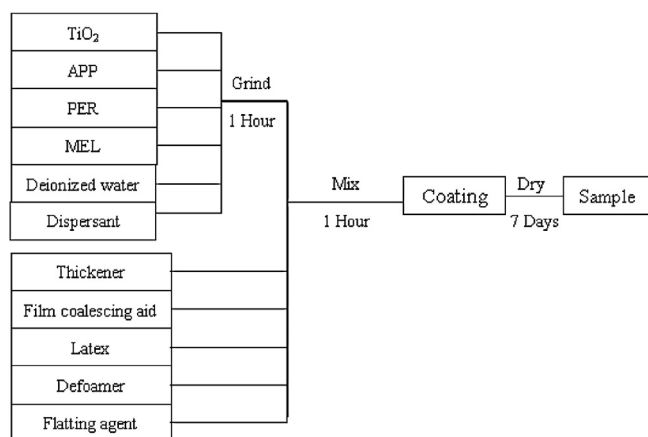 TiO₂
APP
PER
MEL
Deionized water
Dispersant
Grind
1 Hour
Thickener
Film coalescing aid
Latex
Defoamer
Flatting agent
Mix
1 Hour
Coating
Dry
7 Days
Sample